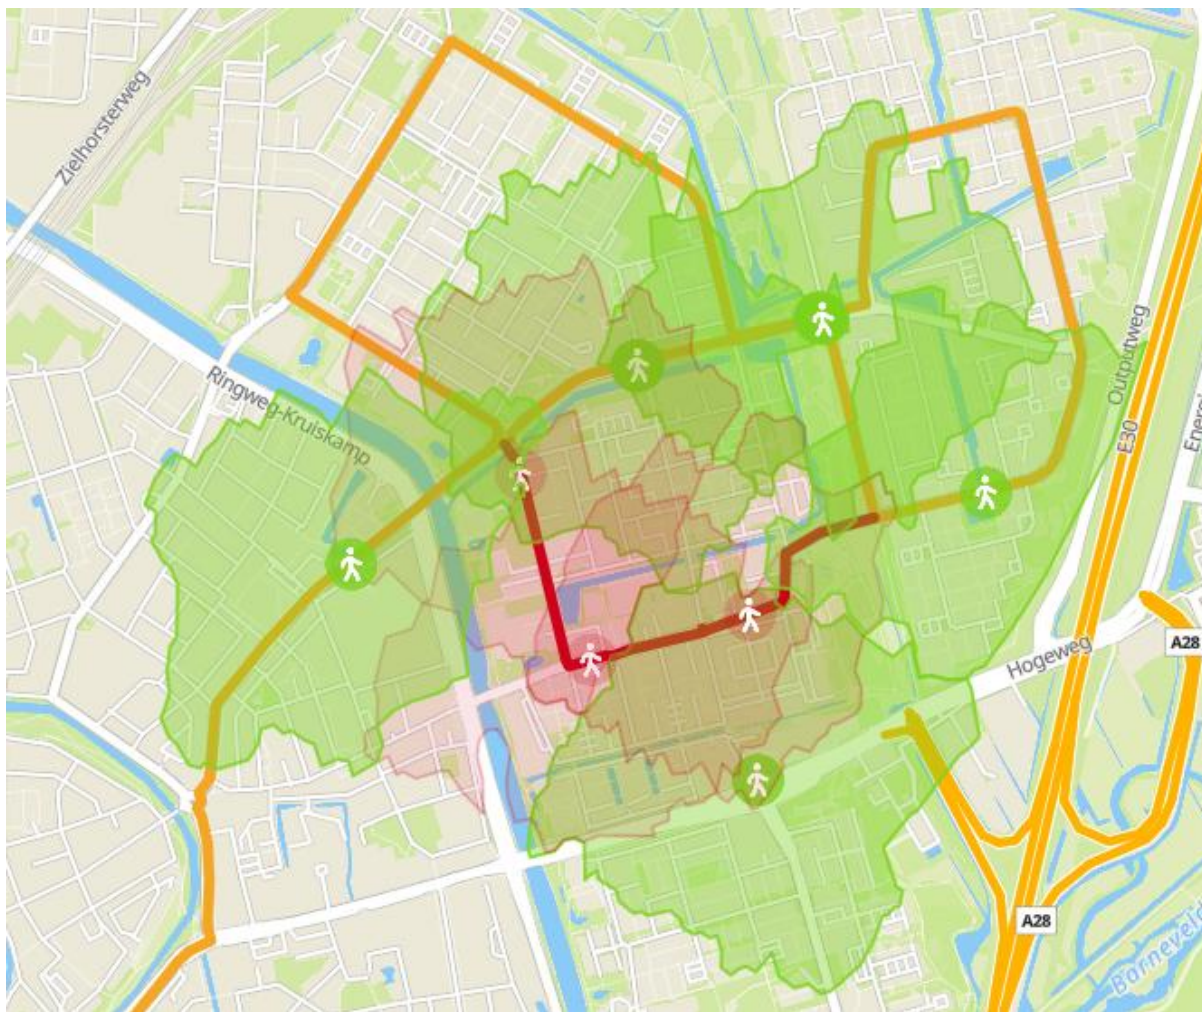 Zielhorsterweg
Ringweg-Kruiskamp
Outputweg
E30
A28
Hogeweg
A28